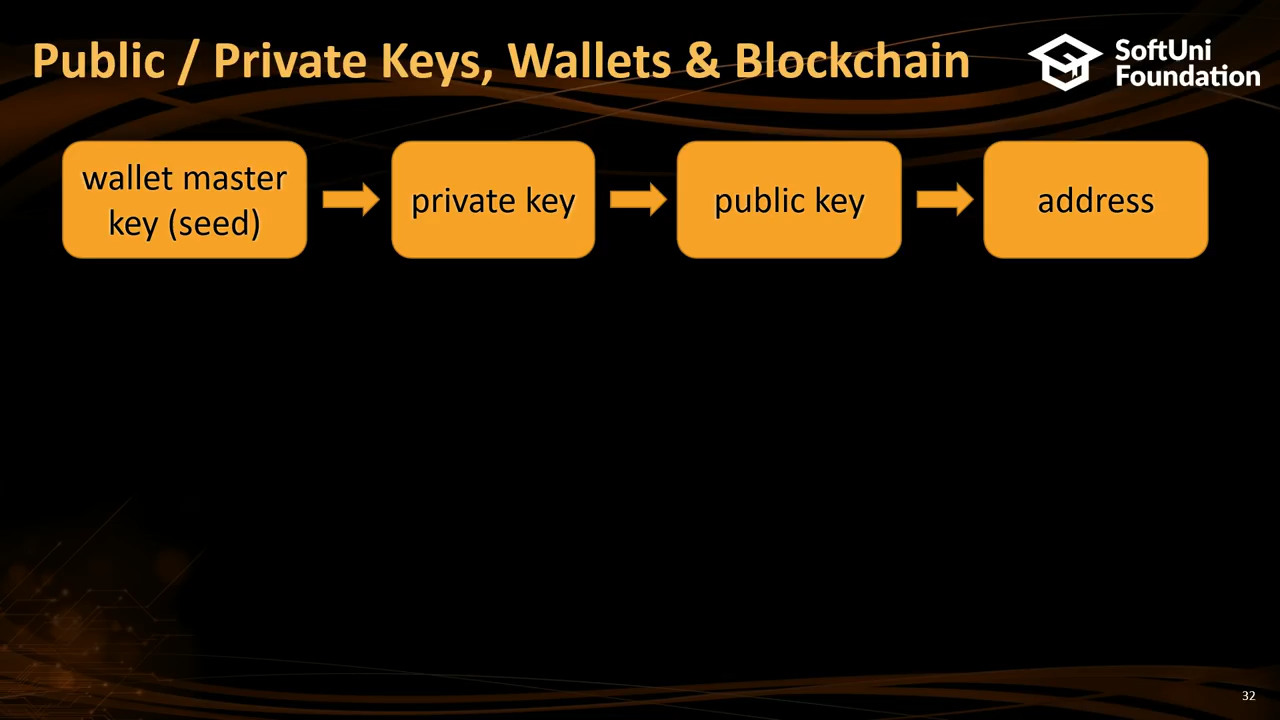 Public / Private Keys, Wallets & Blockchain
SoftUni
Foundation
wallet master
key (seed)
private key
public key
address
32